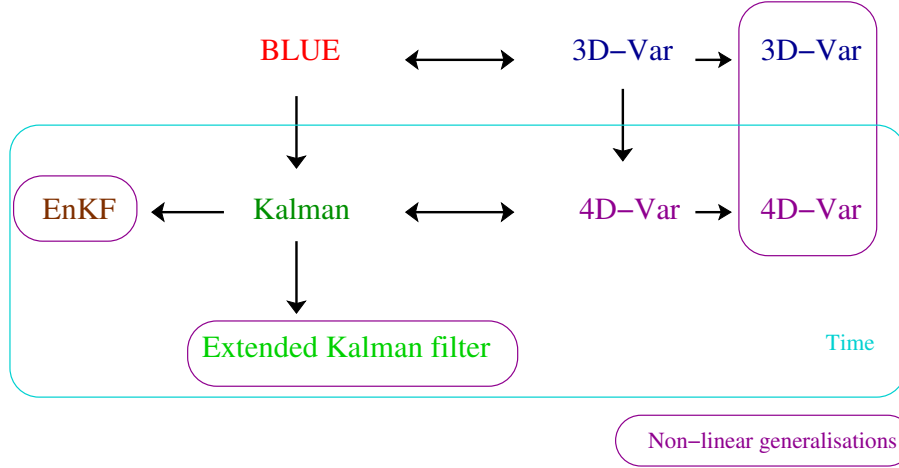 BLUE
3D−Var
3D−Var
EnKF
Kalman
4D−Var
4D−Var
Extended Kalman filter
Time
Non−linear generalisations